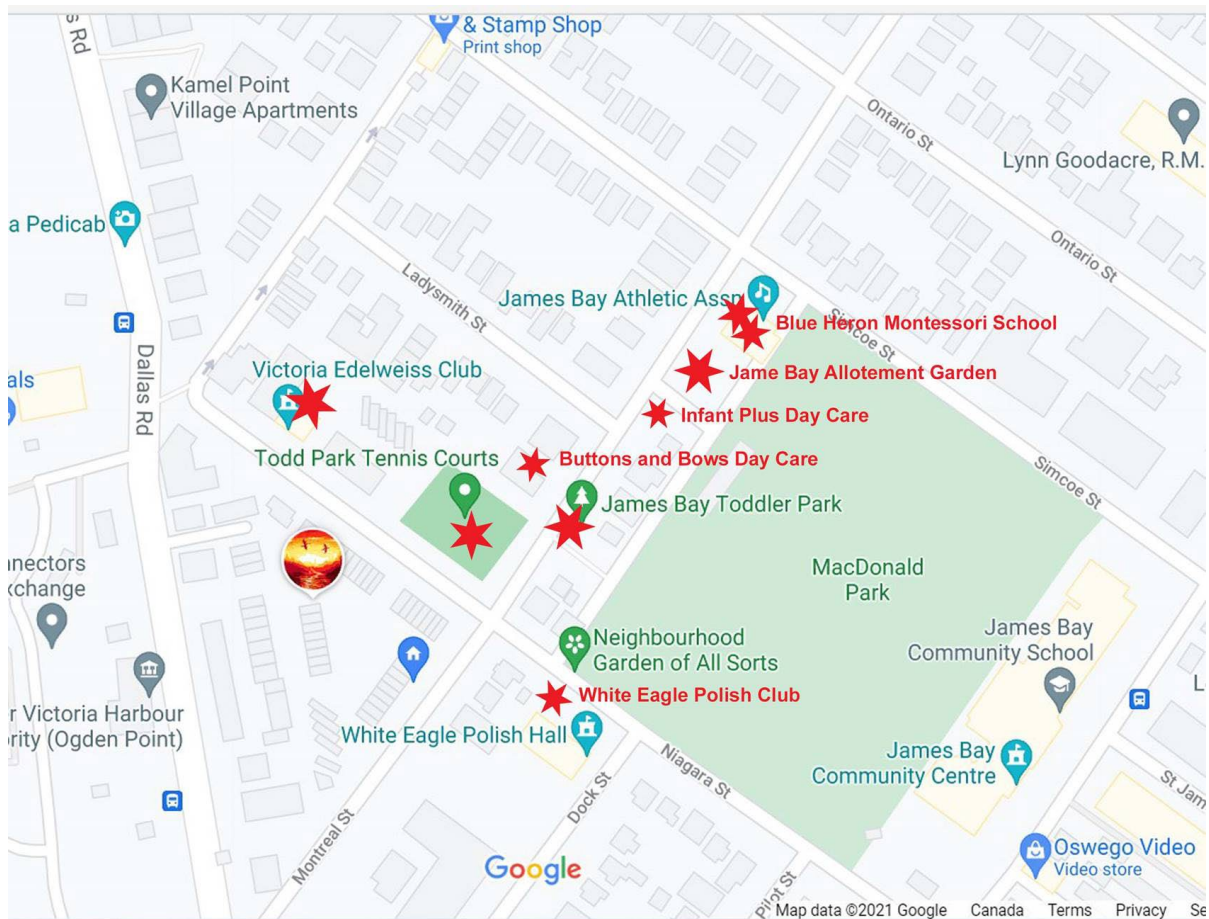 s Rd
& Stamp Shop
Print shop
Kamel Point
Village Apartments
Ontario St
Lynn Goodacre, R.M.
a Pedicab
Ladysmith St
Ontario St
James Bay Athletic Assn
Simcoe St
Blue Heron Montessori School
Dallas Rd
Victoria Edelweiss Club
als
Jame Bay Allotement Garden
Infant Plus Day Care
Todd Park Tennis Courts
Buttons and Bows Day Care
Simcoe St
James Bay Toddler Park
nnectors
xchange
MacDonald
Park
James Bay
Community School
Neighbourhood
Garden of All Sorts
White Eagle Polish Club
r Victoria Harbour
ority (Ogden Point)
White Eagle Polish Hall
Niagara St
James Bay
Community Centre
L
St Jam
Dock St
Montreal St
Oswego Video
Video store
Google
Pilot St
Map data ©2021 Google Canada Terms Privacy Se